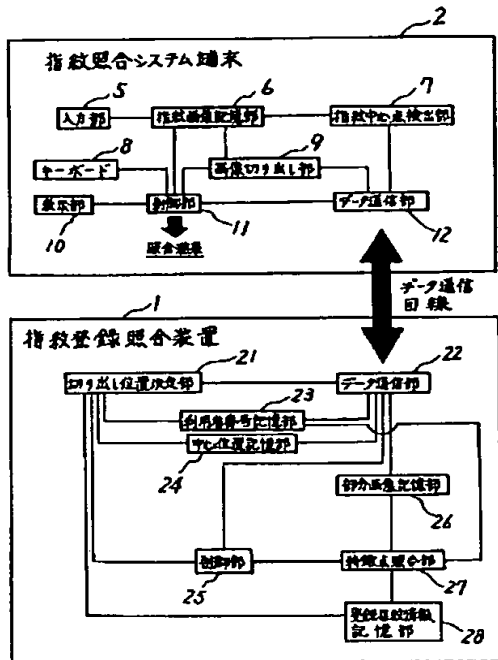 2
指紋照合システム端末
5
6
7
入力部
指紋画像記憶部
指紋中心点検出部
8
9
キーボード
画像切り出し部
表示部
制御部
データ通信部
10
11
12
照合結果
データ通信
回線
1
指紋登録照合装置
21
22
切り出し位置決定部
データ通信部
23
利用者番号記憶部
中心位置記憶部
24
部分画像記憶部
26
制御部
特徴点照合部
25
27
登録指紋情報
記憶部
28